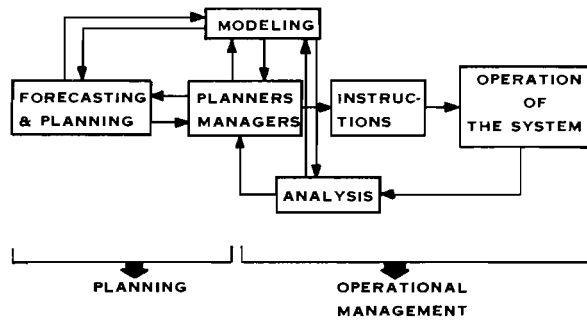 MODELING
FORECASTING
& PLANNING
PLANNERS
MANAGERS
INSTRUC-
TIONS
OPERATION
OF
THE SYSTEM
ANALYSIS
PLANNING
OPERATIONAL
MANAGEMENT